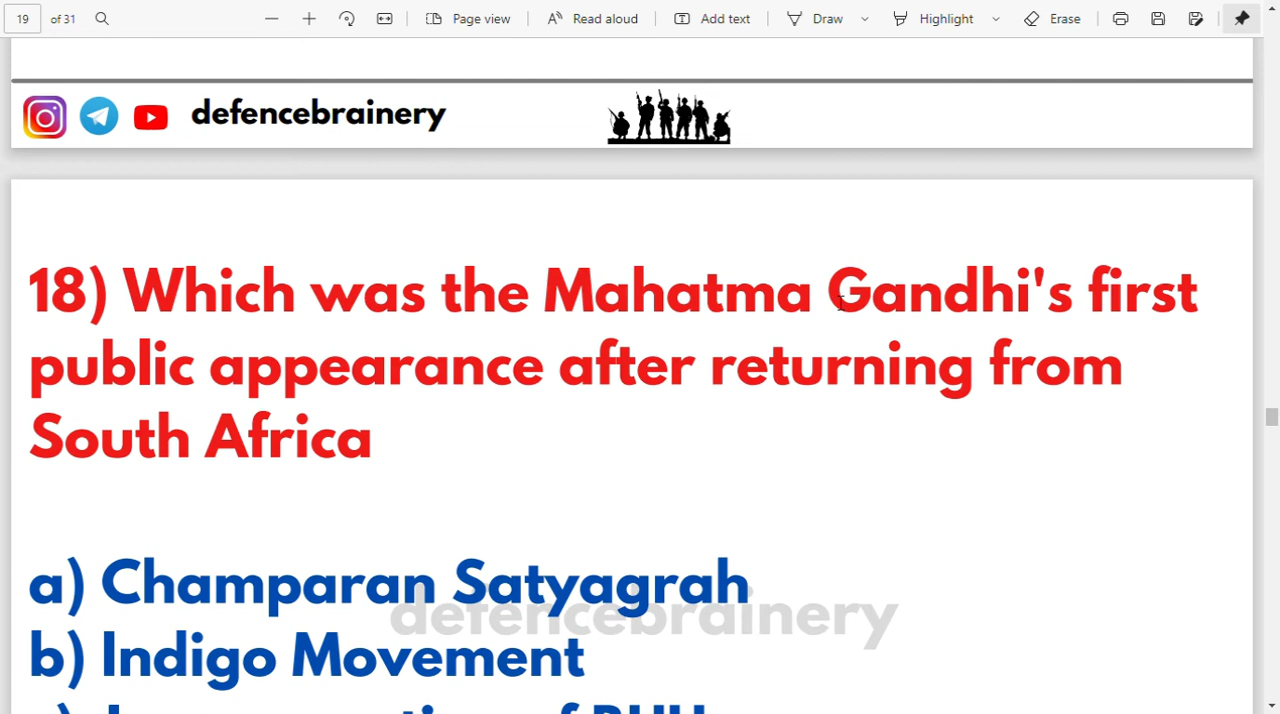 19 of 31 Page view Read aloud Add text Draw Highlight Erase
defencebrainery
18) Which was the Mahatma Gandhi's first
public appearance after returning from
South Africa
a) Champaran Satyagrah
defencebrainery
b) Indigo Movement